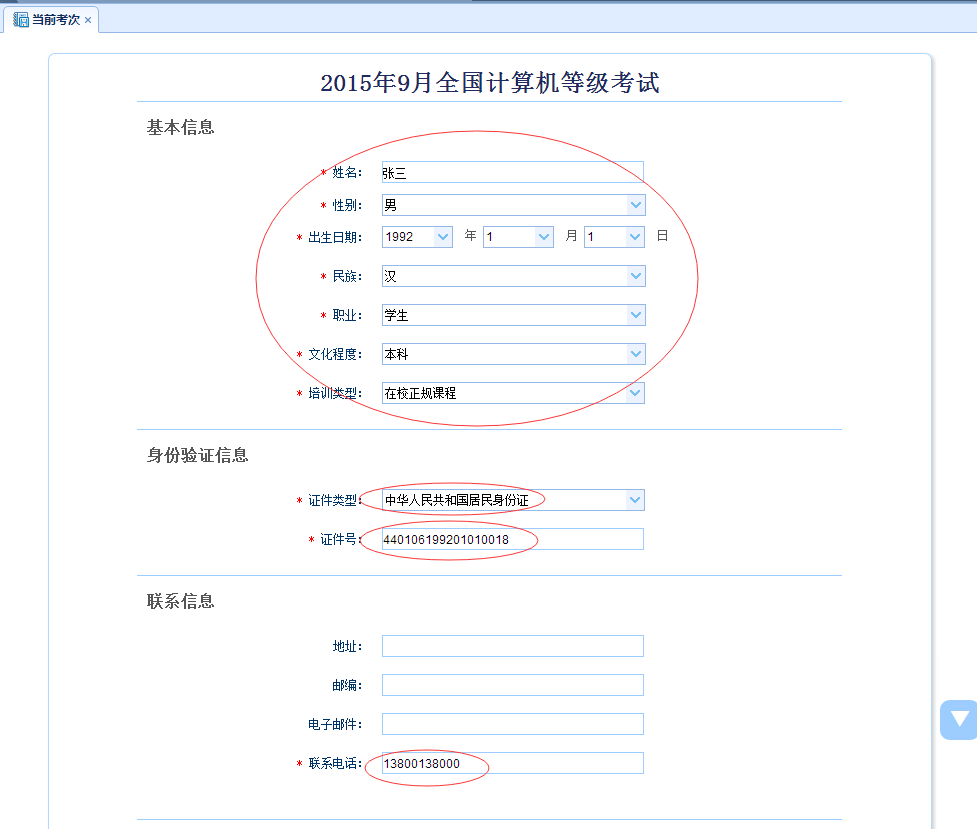 当前考次 ×
2015年9月全国计算机等级考试
基本信息
* 姓名: 张三
* 性别: 男
* 出生日期: 1992 年 1 月 1 日
* 民族: 汉
* 职业: 学生
* 文化程度: 本科
* 培训类型: 在校正规课程
身份验证信息
* 证件类型: 中华人民共和国居民身份证
* 证件号: 440106199201010018
联系信息
地址:
邮编:
电子邮件:
* 联系电话: 13800138000